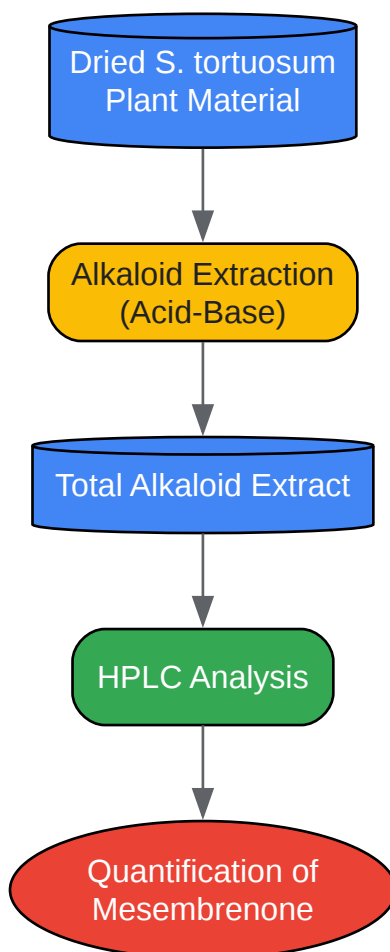 Dried S. tortuosum
Plant Material
Alkaloid Extraction
(Acid-Base)
Total Alkaloid Extract
HPLC Analysis
Quantification of
Mesembrenone